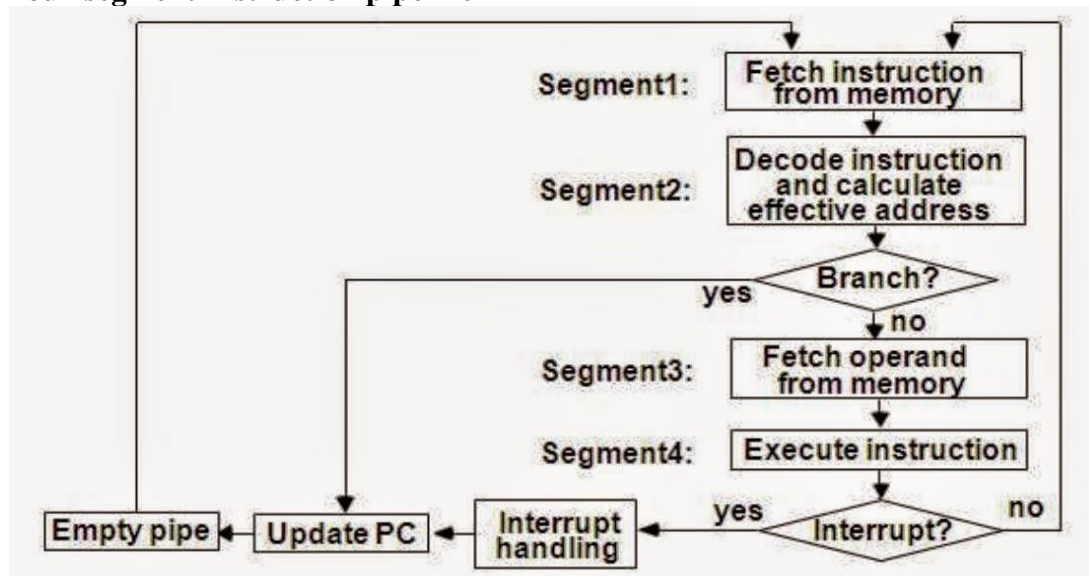 Segment1:
Fetch instruction
from memory
Segment2:
Decode instruction
and calculate
effective address
Branch?
yes
no
Segment3:
Fetch operand
from memory
Segment4:
Execute instruction
Interrupt?
yes
no
Interrupt
handling
Update PC
Empty pipe